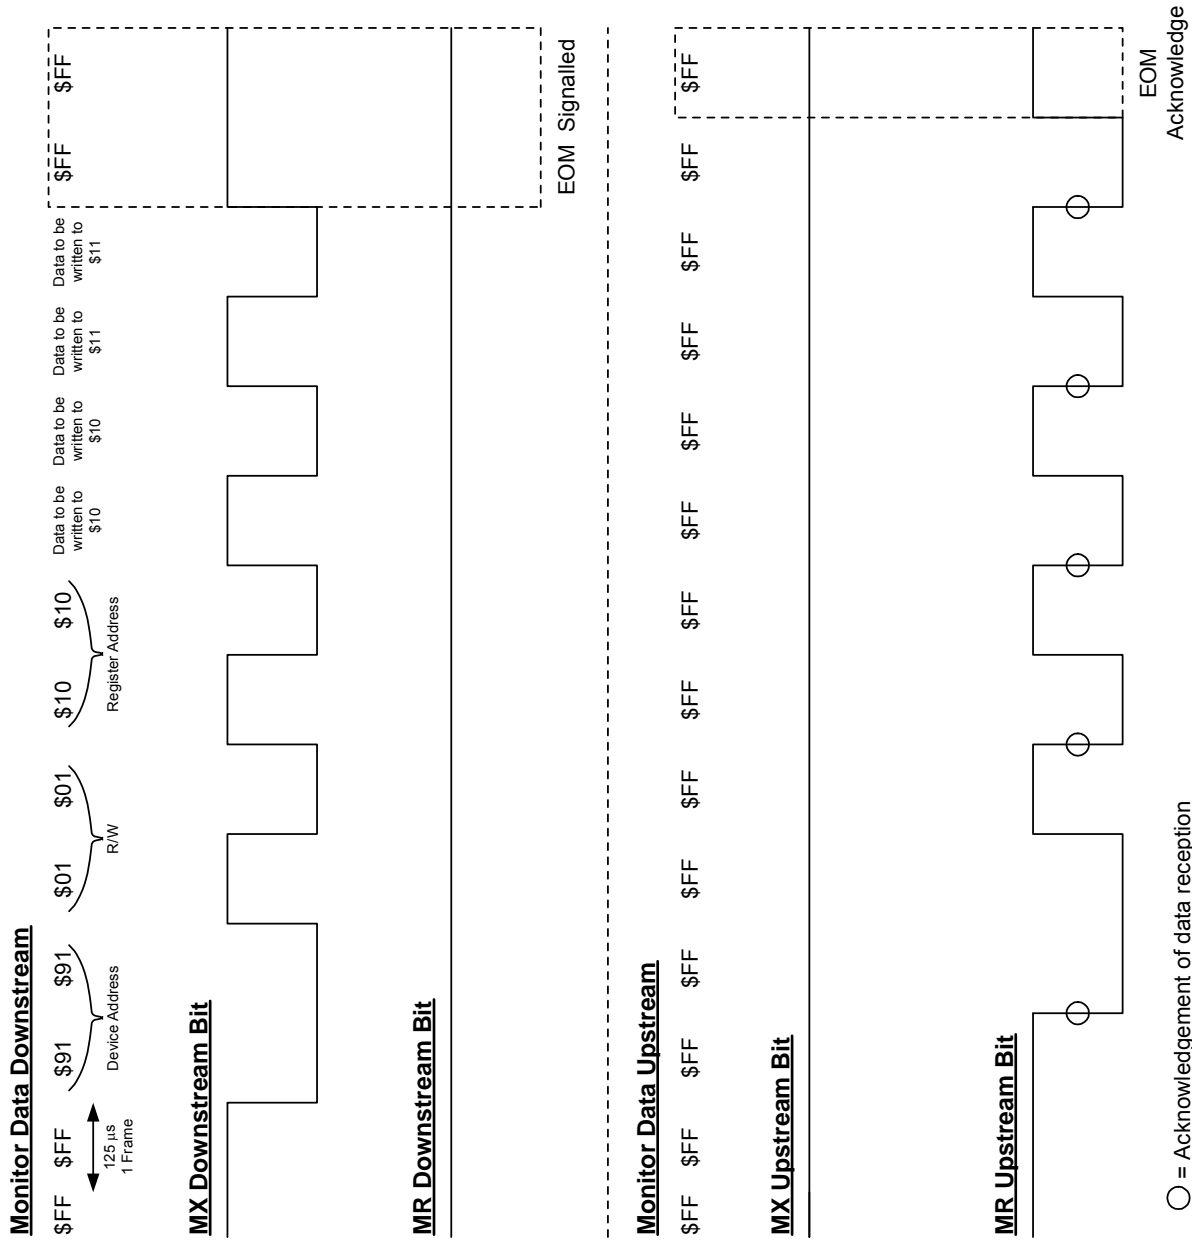 Monitor Data Downstream
$FF $FF $91 $91 $01 $01 $10 $10 Data to be written to $10 Data to be written to $10 Data to be written to $11 Data to be written to $11 $FF $FF
125 µs
1 Frame
Device Address
R/W
Register Address
MX Downstream Bit
MR Downstream Bit
EOM Signalled
Monitor Data Upstream
$FF $FF $FF $FF $FF $FF $FF $FF $FF $FF $FF $FF $FF $FF
MX Upstream Bit
MR Upstream Bit
EOM
Acknowledge
= Acknowledgement of data reception